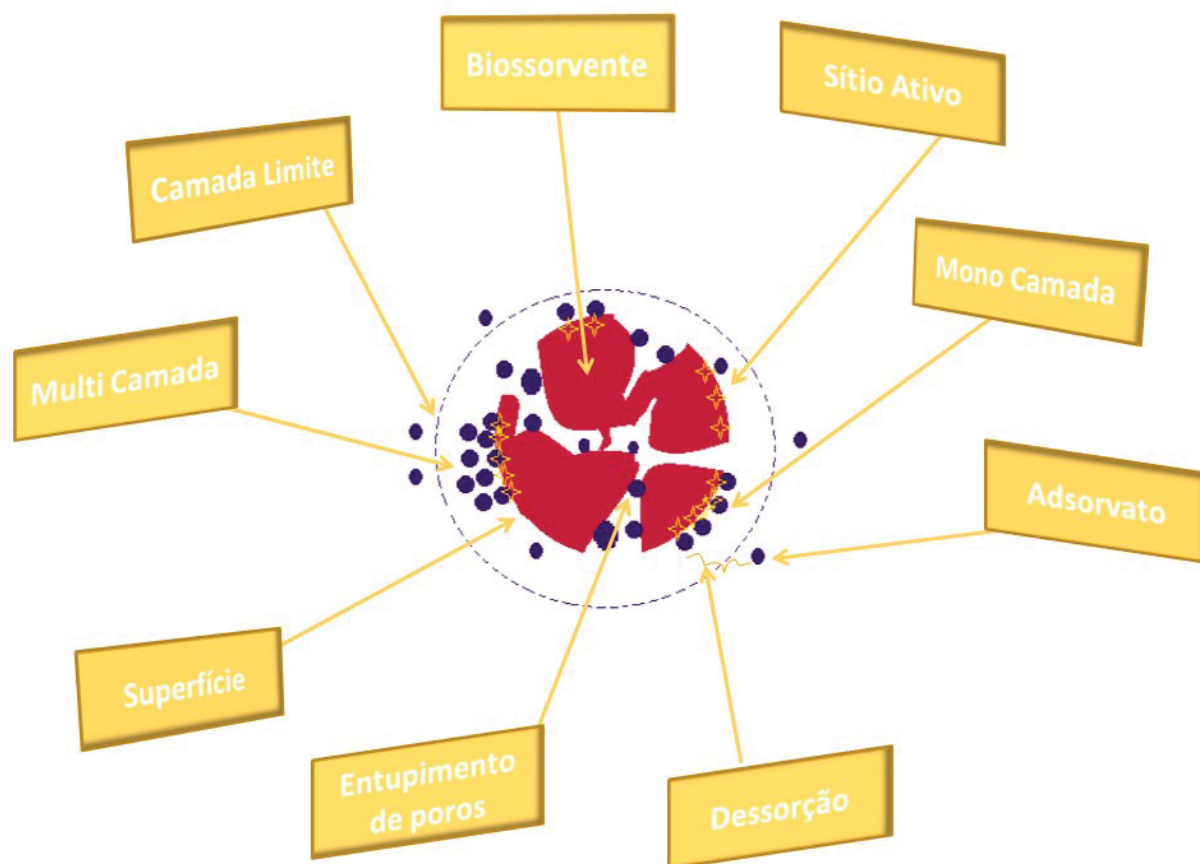 Biossorvente
Sítio Ativo
Camada Limite
Mono Camada
Multi Camada
Adsorvato
Superfície
Entupimento
de poros
Dessorção